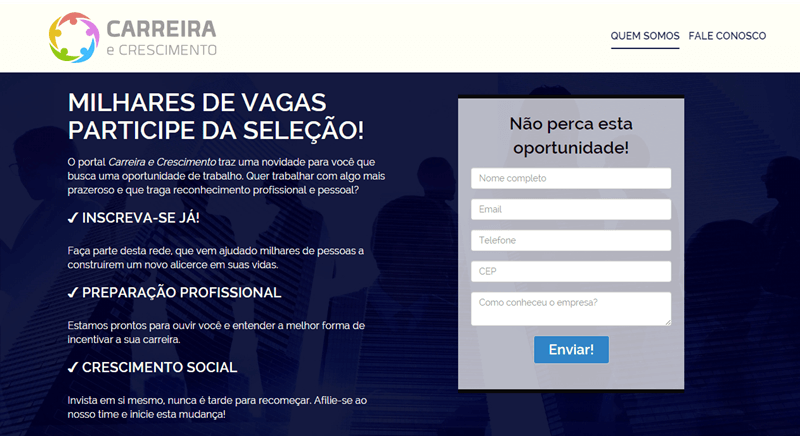 CARREIRA
e CRESCIMENTO
QUEM SOMOS FALE CONOSCO
MILHARES DE VAGAS
PARTICIPE DA SELEÇÃO!
O portal Carreira e Crescimento traz uma novidade para você que
busca uma oportunidade de trabalho. Quer trabalhar com algo mais
prazeroso e que traga reconhecimento profissional e pessoal?
✔ INSCREVA-SE JÁ!
Faça parte desta rede, que vem ajudado milhares de pessoas a
construirem um novo alicerce em suas vidas.
✔ PREPARAÇÃO PROFISSIONAL
Estamos prontos para ouvir você e entender a melhor forma de
incentivar a sua carreira.
✔ CRESCIMENTO SOCIAL
Invista em si mesmo, nunca é tarde para recomeçar. Afilie-se ao
nosso time e inicie esta mudança!
Não perca esta
oportunidade!
Nome completo
Email
Telefone
CEP
Como conheceu o empresa?
Enviar!